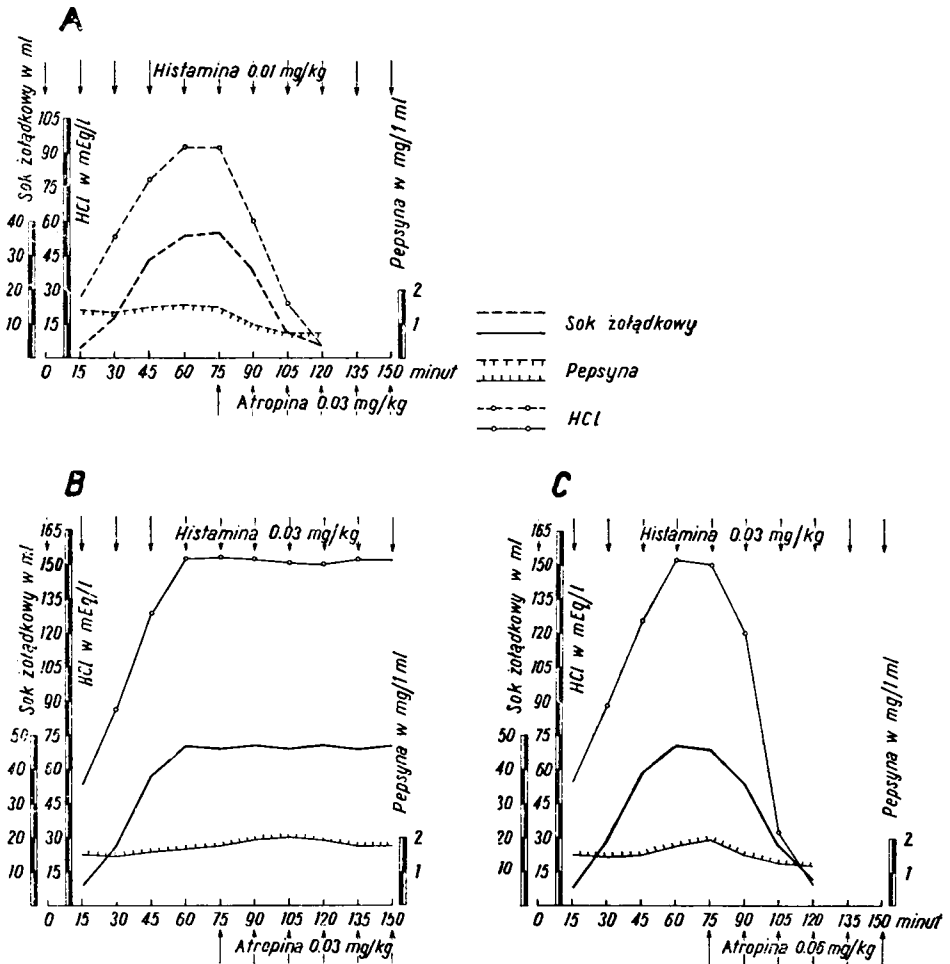 A
Histamina 0.01 mg/kg
Sok żołądkowy w ml
HCl w mEg/l
Pepsyna w mg/1 ml
105
90
75
60
45
30
15
40
30
20
10
2
1
0 15 30 45 60 75 90 105 120 135 150 minut
Atropina 0.03 mg/kg
Sok żołądkowy
Pepsyna
HCl
B
Histamina 0.03 mg/kg
Sok żołądkowy w ml
HCl w mEq/l
Pepsyna w mg/1 ml
165
150
135
120
105
90
75
60
45
30
15
50
40
30
20
10
2
1
0 15 30 45 60 75 90 105 120 135 150
Atropina 0.03 mg/kg
C
Histamina 0.03 mg/kg
Sok żołądkowy w ml
HCl w mEq/l
Pepsyna w mg/1 ml
165
150
135
120
105
90
75
60
45
30
15
50
40
30
20
10
2
1
0 15 30 45 60 75 90 105 120 135 150 minut
Atropina 0.06 mg/kg